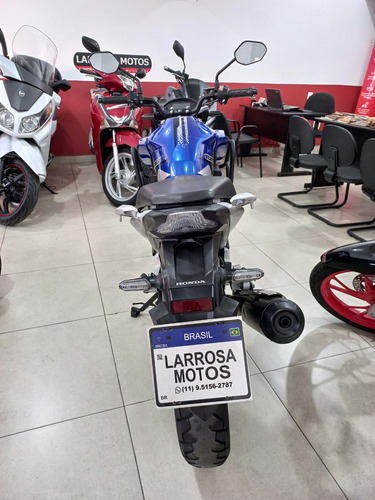 LARROSA MOTOS
HONDA
BRASIL
LARROSA
MOTOS
(11) 9.5156-2787
BR